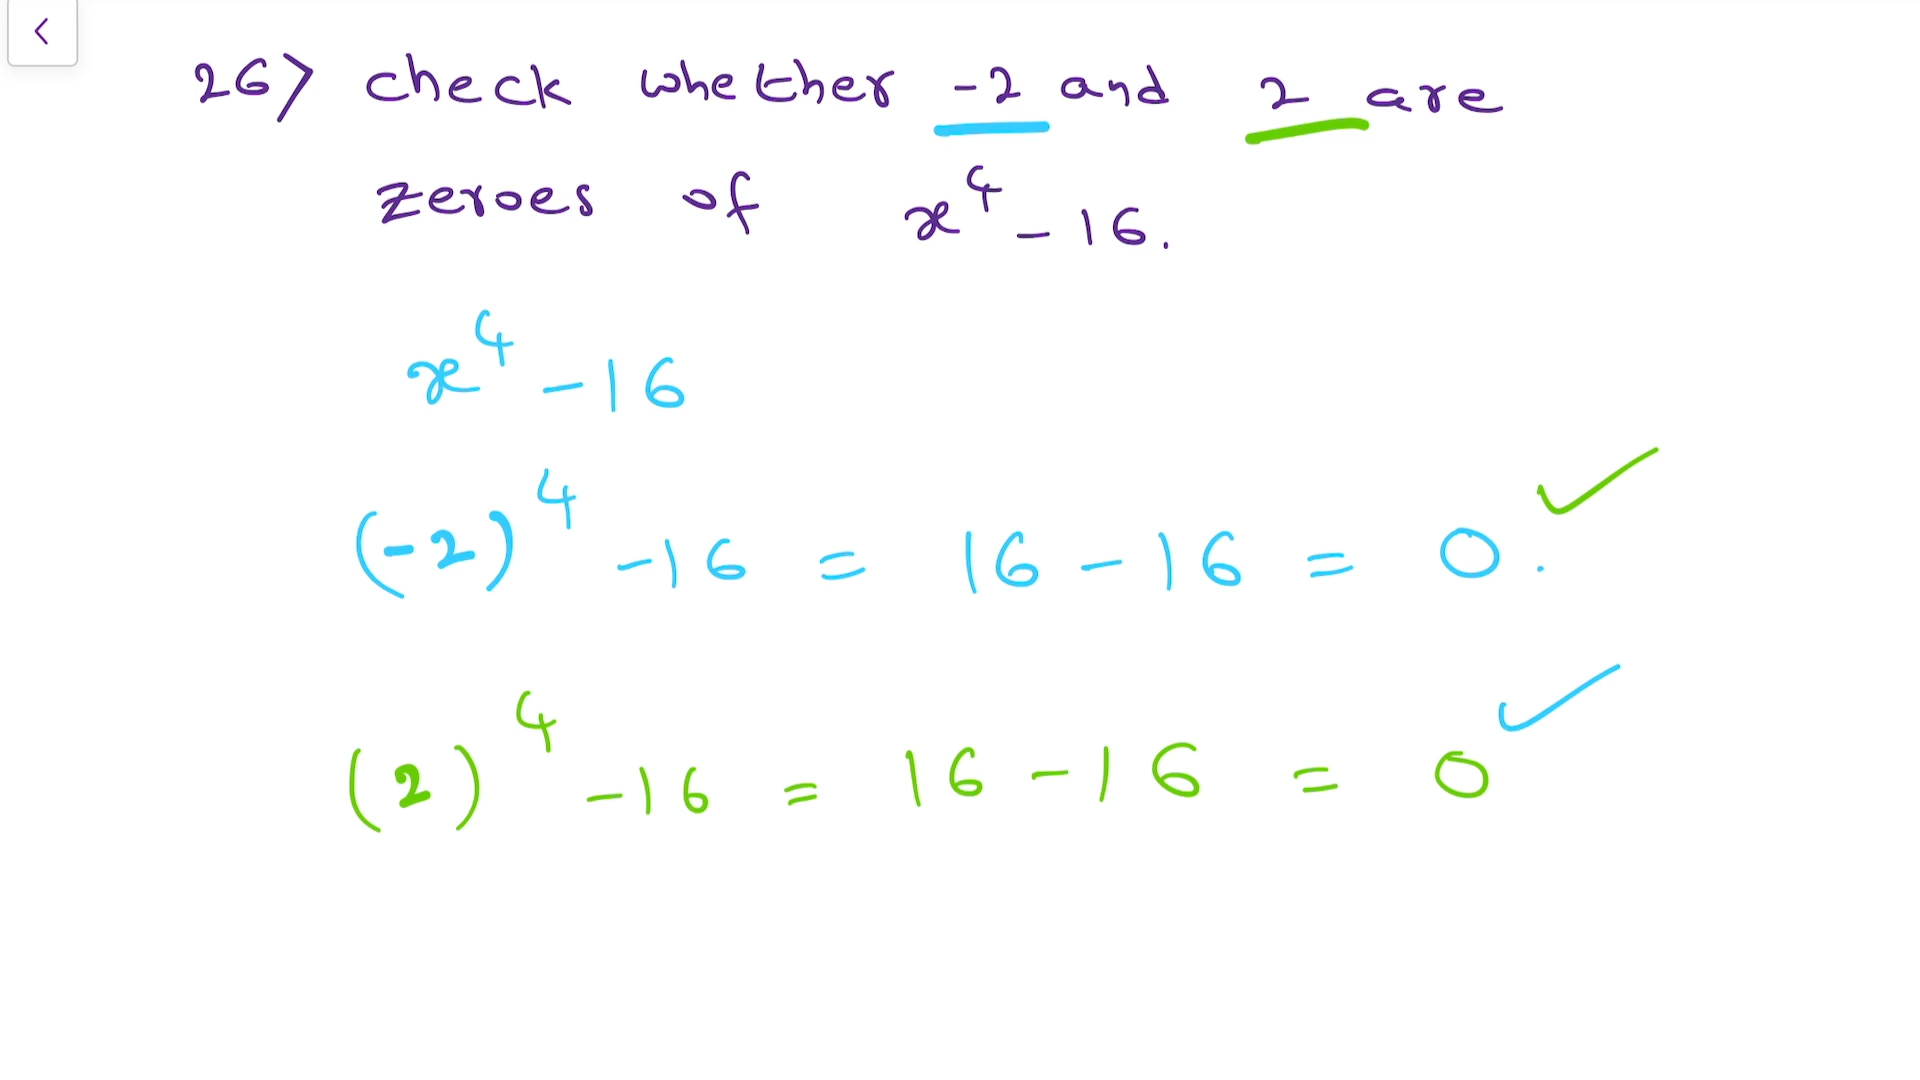 26> check whether -2 and 2 are
zeroes of x⁴ - 16.
x⁴ - 16
(-2)⁴ - 16 = 16 - 16 = 0.
(2)⁴ - 16 = 16 - 16 = 0